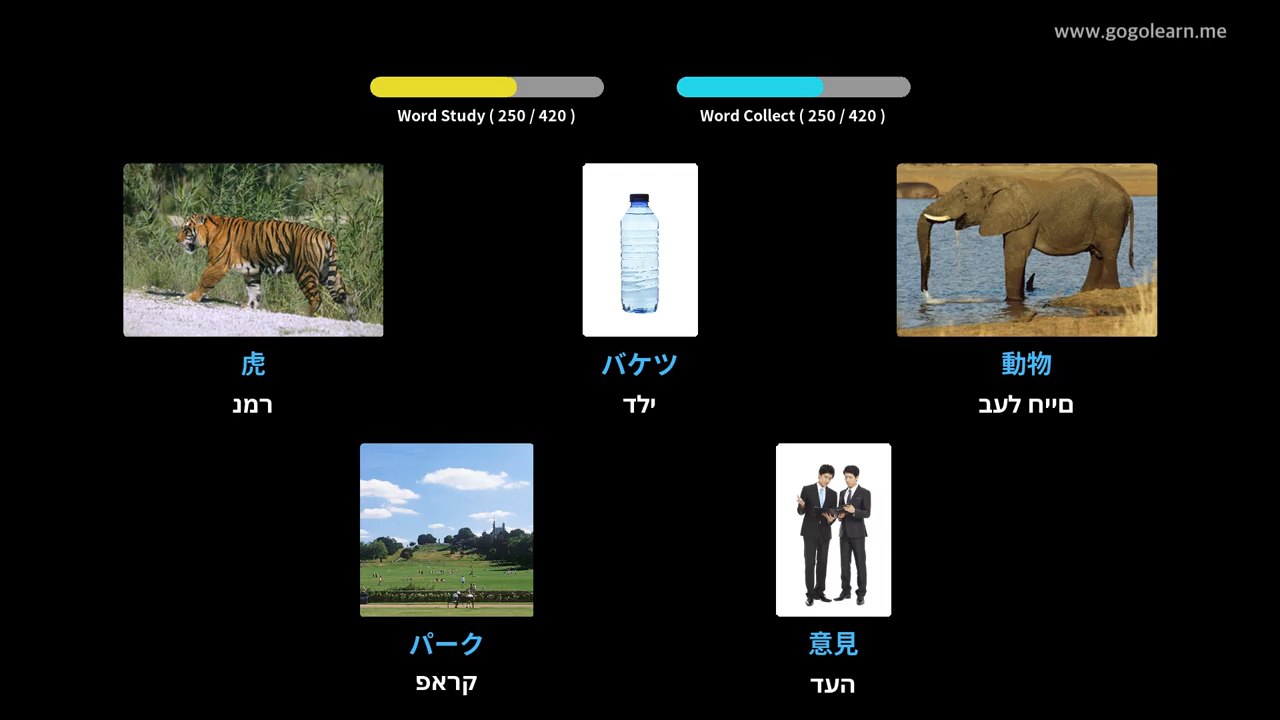 www.gogolearn.me
Word Study ( 250 / 420 )
Word Collect ( 250 / 420 )
虎
バケツ
動物
רמנ
ילד
םייח לעב
パーク
意見
קראפ
העד